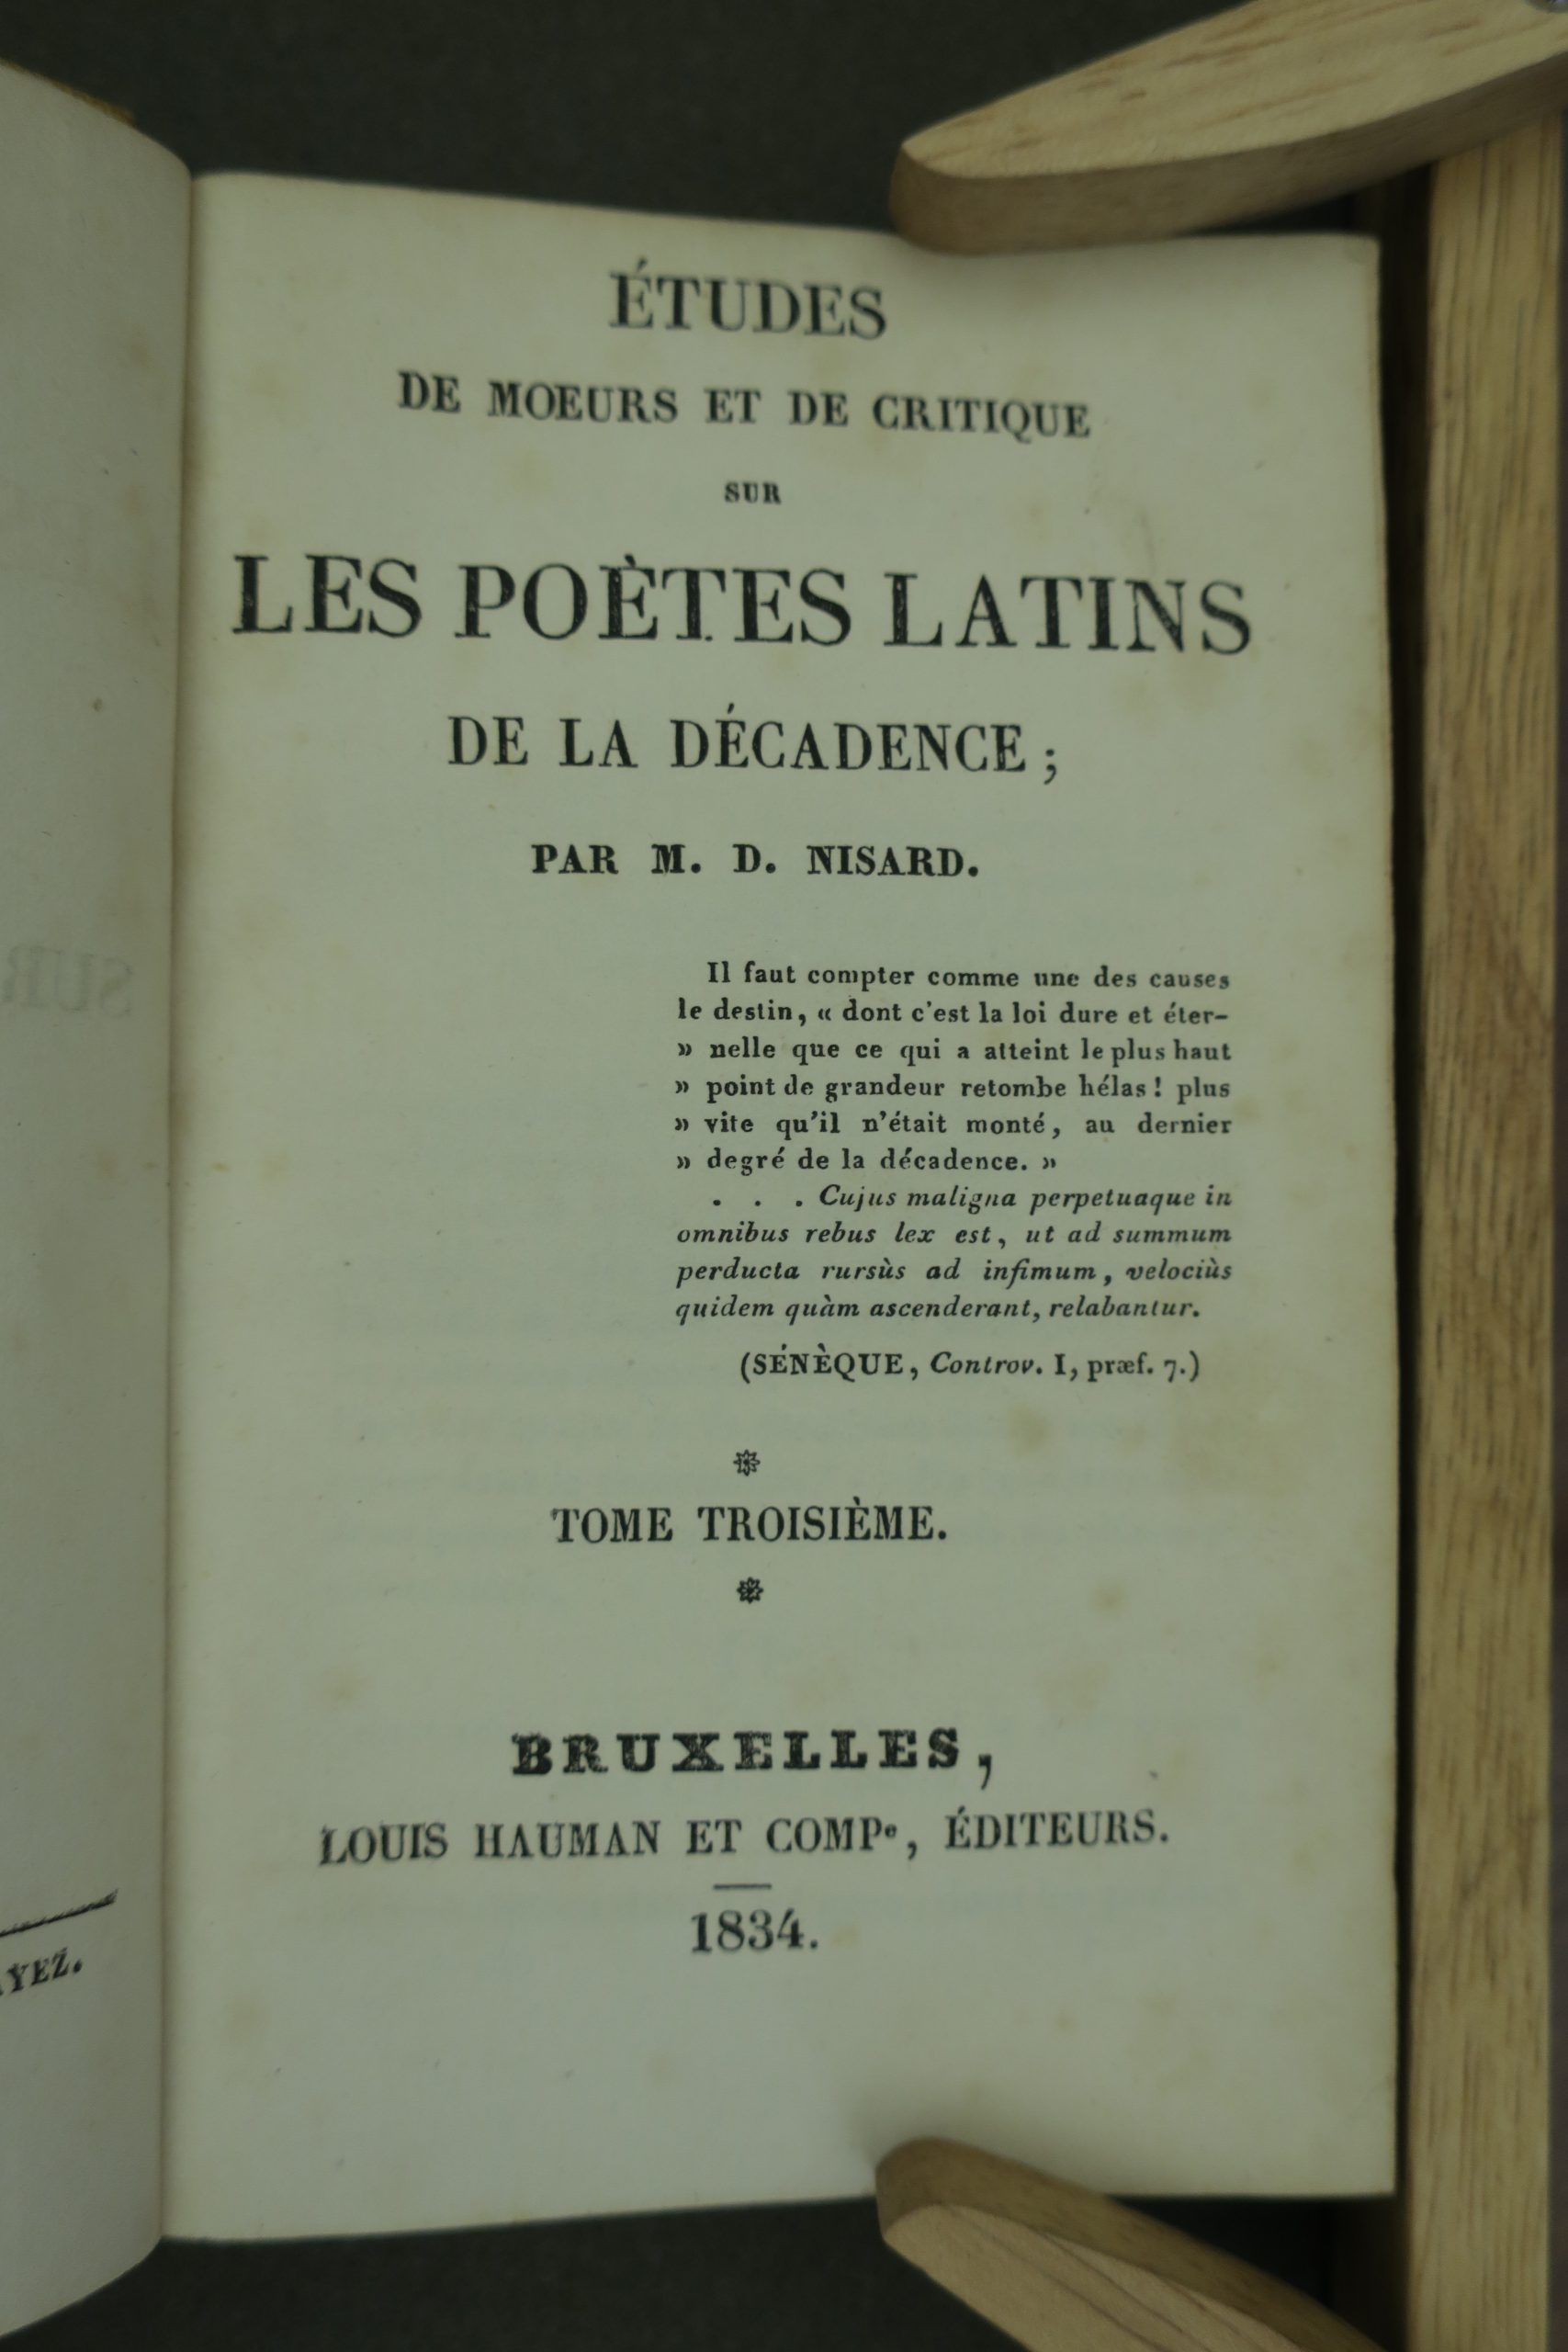 ÉTUDES
DE MOEURS ET DE CRITIQUE
SUR
LES POÈTES LATINS
DE LA DÉCADENCE ;
PAR M. D. NISARD.
Il faut compter comme une des causes
le destin, « dont c'est la loi dure et éter-
» nelle que ce qui a atteint le plus haut
» point de grandeur retombe hélas ! plus
» vite qu'il n'était monté, au dernier
» degré de la décadence. »
. . . Cujus maligna perpetuaque in
omnibus rebus lex est, ut ad summum
perducta rursùs ad infimum, velociùs
quidem quàm ascenderant, relabantur.
(SÉNÈQUE, Controv. I, præf. 7.)
TOME TROISIÈME.
BRUXELLES,
LOUIS HAUMAN ET COMPᵉ, ÉDITEURS.
1834.